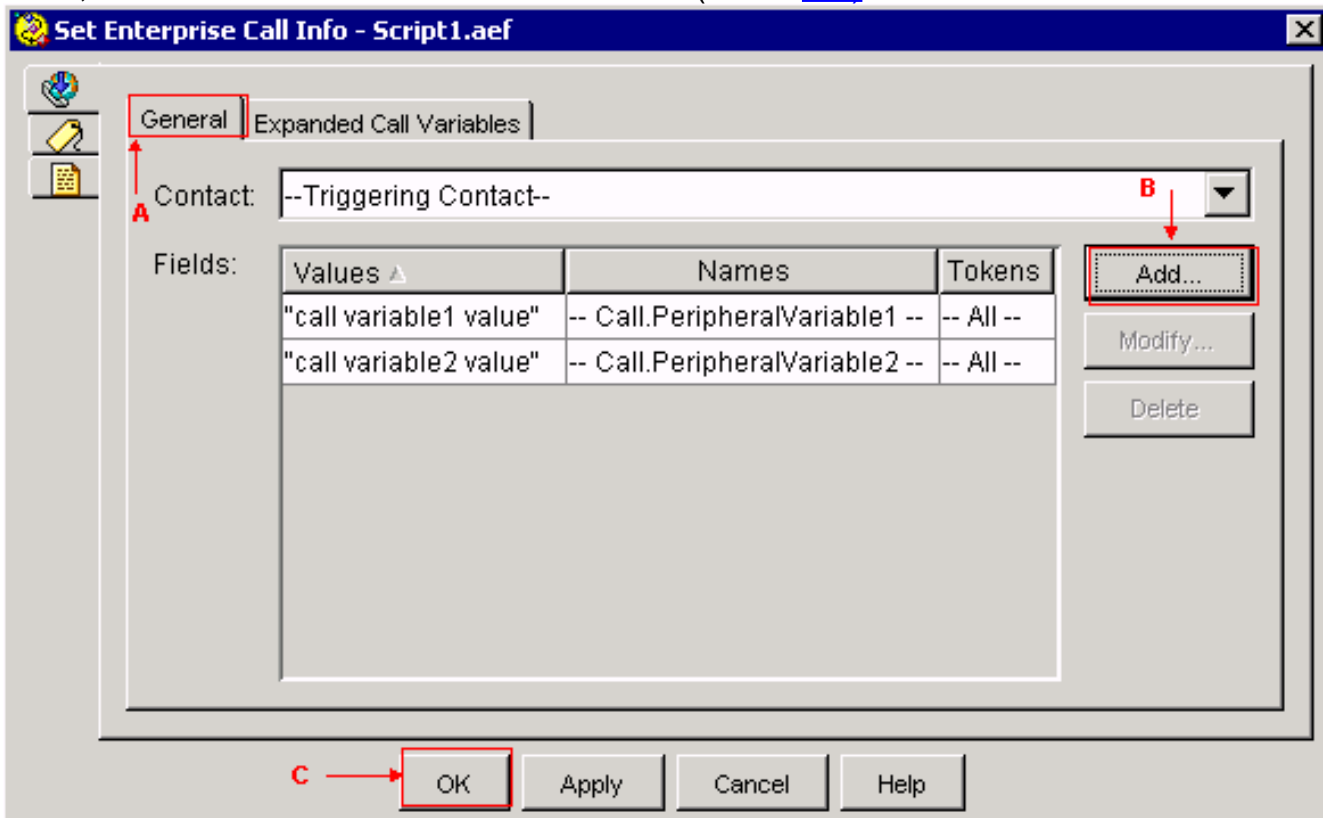 Set Enterprise Call Info - Script1.aef
General Expanded Call Variables
A
Contact: --Triggering Contact--
B
Fields:
Values Names Tokens
"call variable1 value" -- Call.PeripheralVariable1 -- -- All --
"call variable2 value" -- Call.PeripheralVariable2 -- -- All --
Add...
Modify...
Delete
C
OK Apply Cancel Help